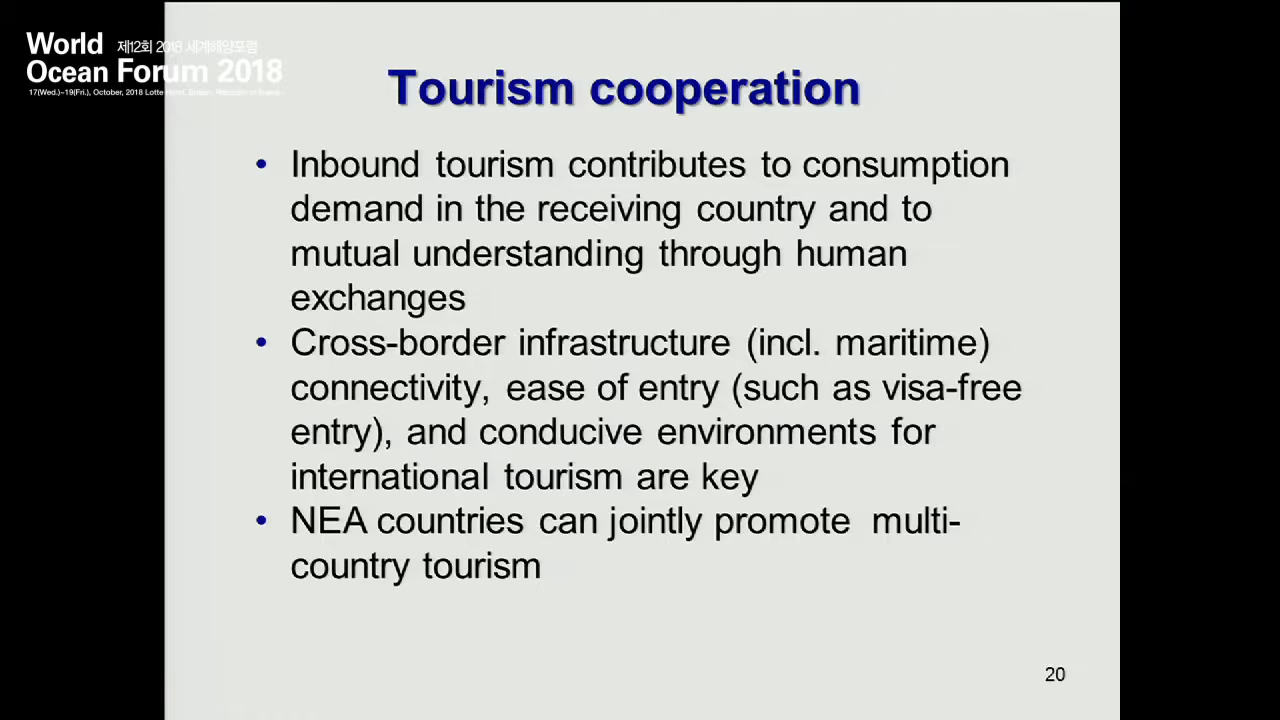 World 제12회 2018 세계해양포럼
Ocean Forum 2018
17(Wed.)~19(Fri.), October, 2018 Lotte Hotel, Busan, Republic of Korea
Tourism cooperation
• Inbound tourism contributes to consumption
demand in the receiving country and to
mutual understanding through human
exchanges
• Cross-border infrastructure (incl. maritime)
connectivity, ease of entry (such as visa-free
entry), and conducive environments for
international tourism are key
• NEA countries can jointly promote multi-
country tourism
20